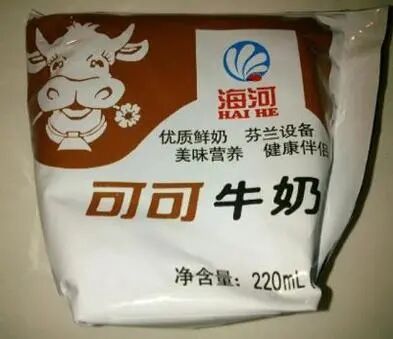 海河
HAI HE
优质鲜奶 芬兰设备
美味营养 健康伴侣
可可牛奶
净含量：220mL